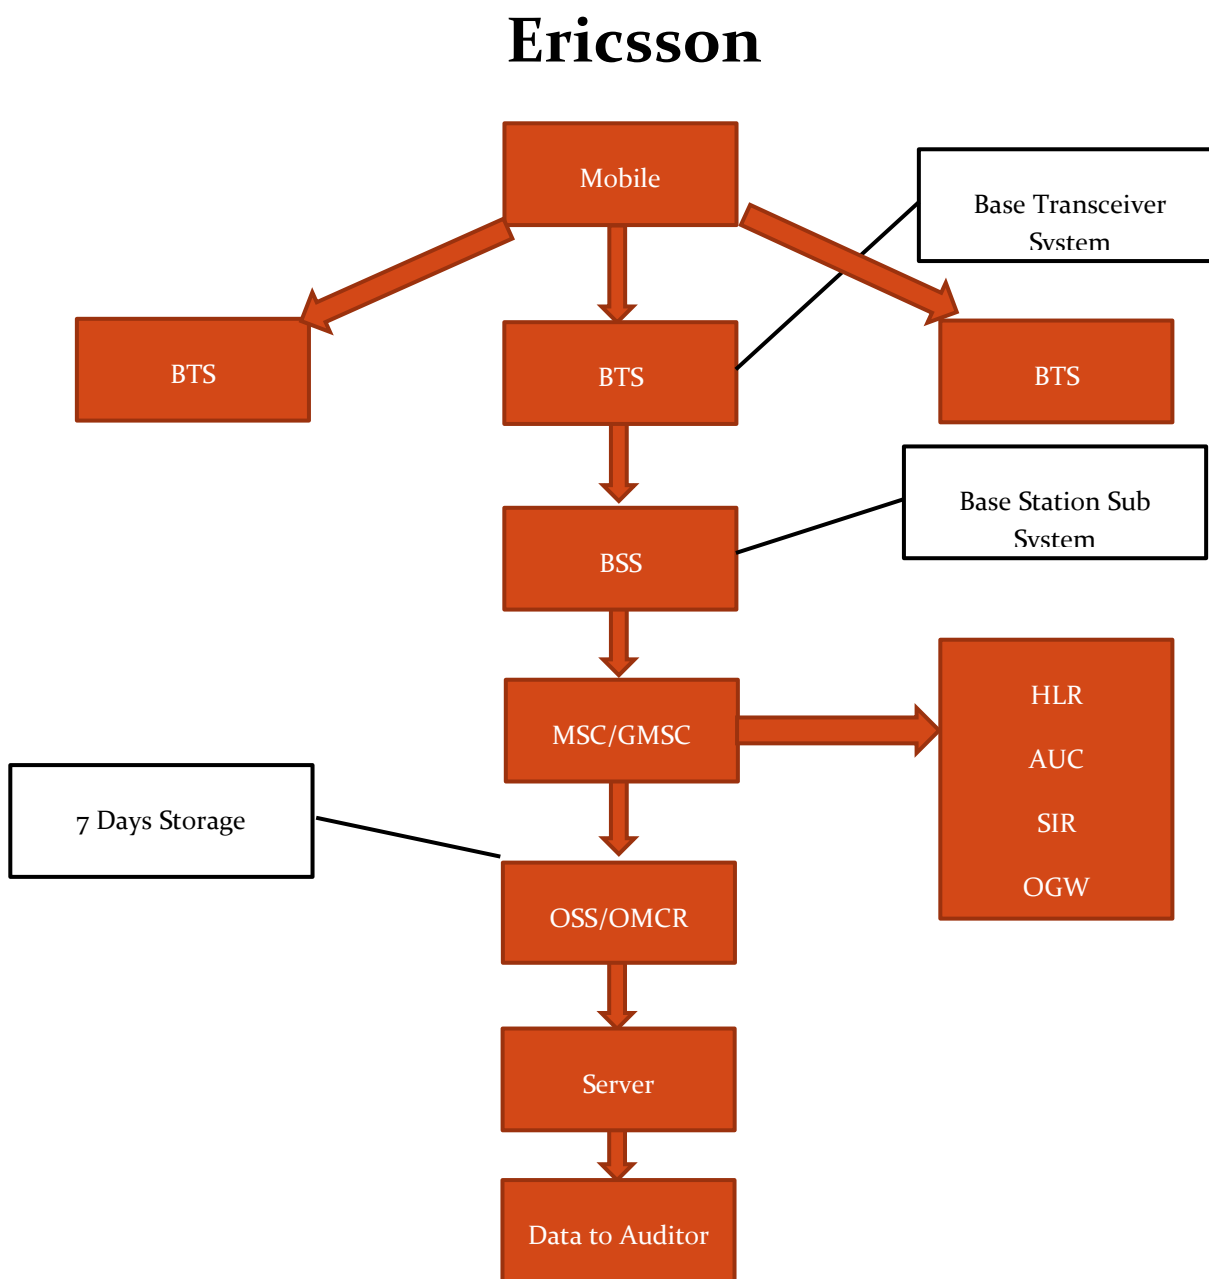 Ericsson
Mobile
Base Transceiver
System
BTS
BTS
BTS
Base Station Sub
System
BSS
HLR
MSC/GMSC
AUC
7 Days Storage
SIR
OGW
OSS/OMCR
Server
Data to Auditor